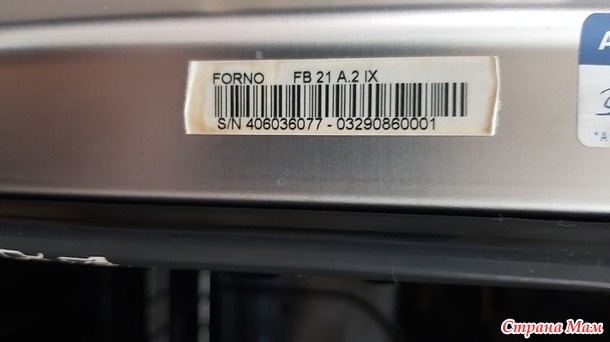 FORNO FB 21 A.2 IX
S/N 406036077 - 03290860001
A
"A
Страна Мам